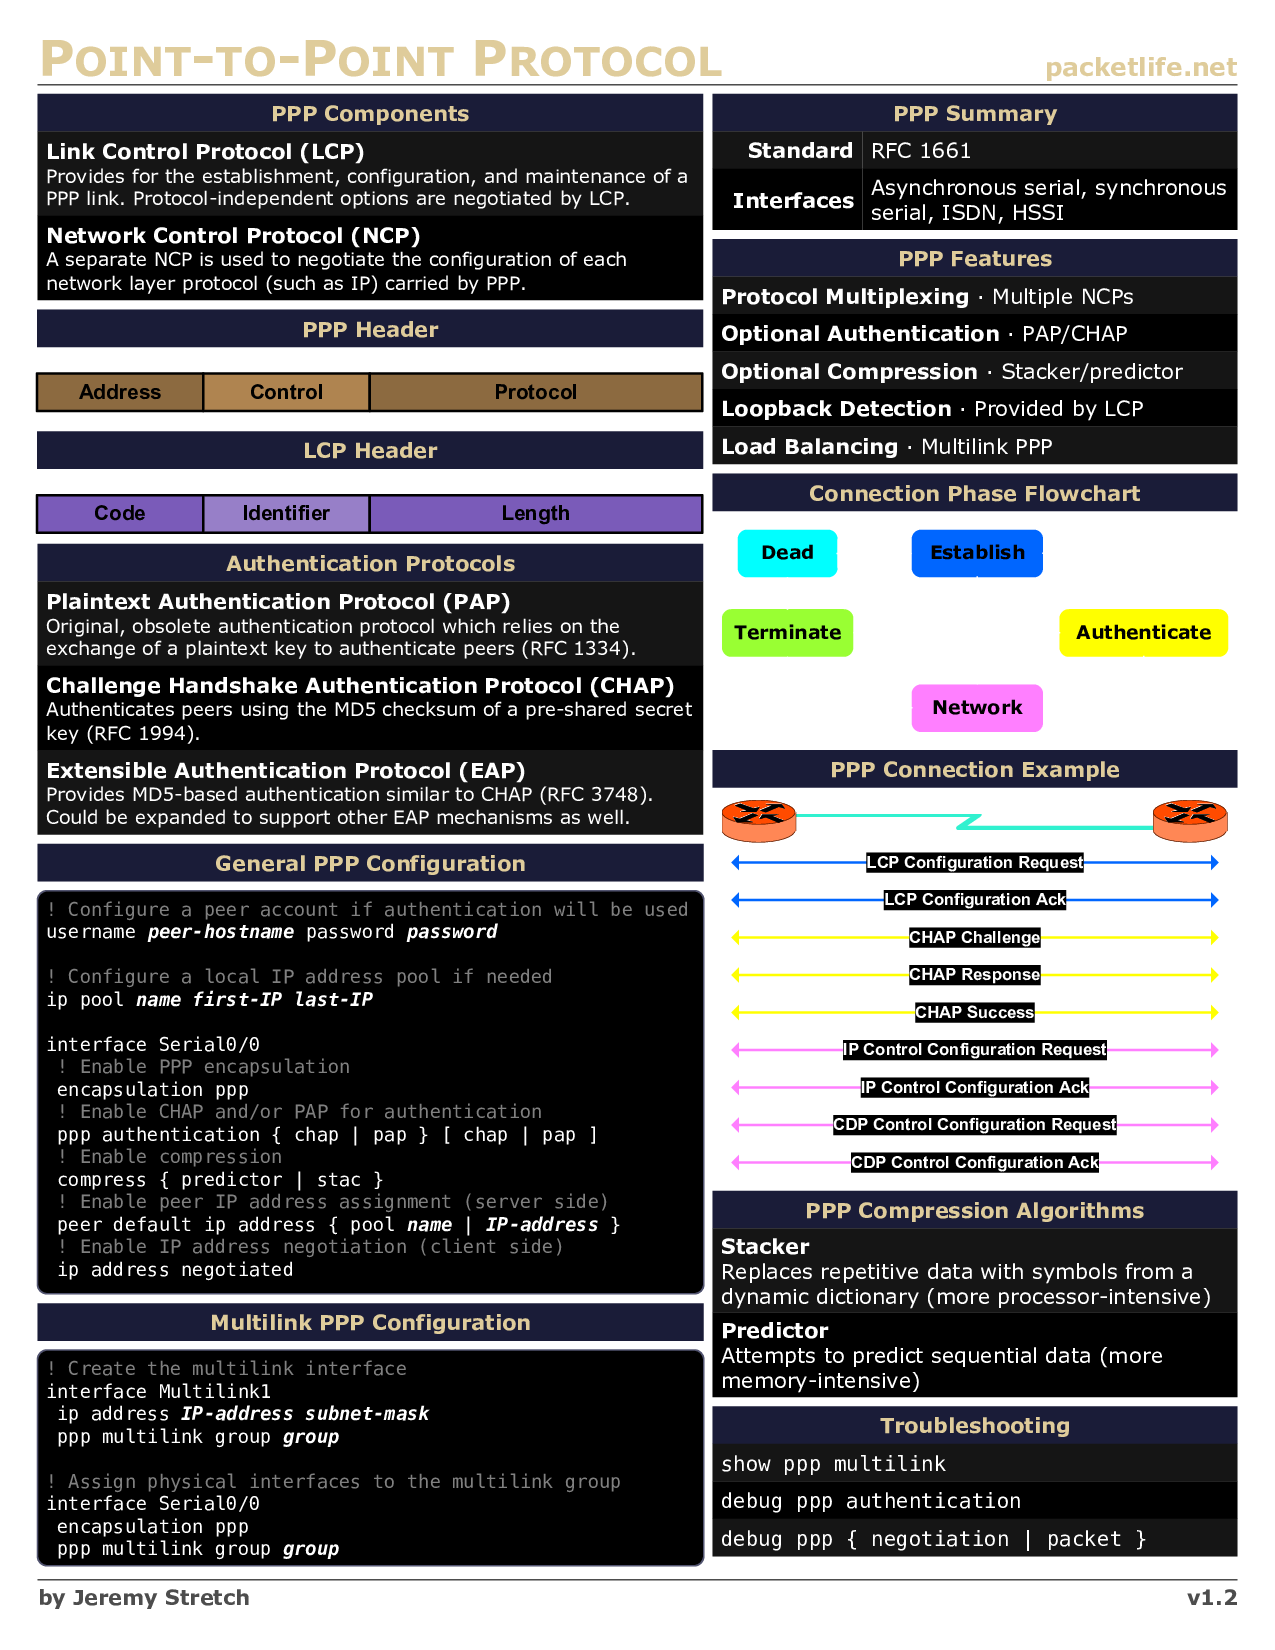 POINT-TO-POINT PROTOCOL
packetlife.net
PPP Components
Link Control Protocol (LCP)
Provides for the establishment, configuration, and maintenance of a
PPP link. Protocol-independent options are negotiated by LCP.
Network Control Protocol (NCP)
A separate NCP is used to negotiate the configuration of each
network layer protocol (such as IP) carried by PPP.
PPP Header
Address Control Protocol
LCP Header
Code Identifier Length
Authentication Protocols
Plaintext Authentication Protocol (PAP)
Original, obsolete authentication protocol which relies on the
exchange of a plaintext key to authenticate peers (RFC 1334).
Challenge Handshake Authentication Protocol (CHAP)
Authenticates peers using the MD5 checksum of a pre-shared secret
key (RFC 1994).
Extensible Authentication Protocol (EAP)
Provides MD5-based authentication similar to CHAP (RFC 3748).
Could be expanded to support other EAP mechanisms as well.
General PPP Configuration
! Configure a peer account if authentication will be used
username peer-hostname password password
! Configure a local IP address pool if needed
ip pool name first-IP last-IP
interface Serial0/0
! Enable PPP encapsulation
encapsulation ppp
! Enable CHAP and/or PAP for authentication
ppp authentication { chap | pap } [ chap | pap ]
! Enable compression
compress { predictor | stac }
! Enable peer IP address assignment (server side)
peer default ip address { pool name | IP-address }
! Enable IP address negotiation (client side)
ip address negotiated
Multilink PPP Configuration
! Create the multilink interface
interface Multilink1
ip address IP-address subnet-mask
ppp multilink group group
! Assign physical interfaces to the multilink group
interface Serial0/0
encapsulation ppp
ppp multilink group group
PPP Summary
Standard RFC 1661
Interfaces Asynchronous serial, synchronous
serial, ISDN, HSSI
PPP Features
Protocol Multiplexing · Multiple NCPs
Optional Authentication · PAP/CHAP
Optional Compression · Stacker/predictor
Loopback Detection · Provided by LCP
Load Balancing · Multilink PPP
Connection Phase Flowchart
Dead Establish
Terminate Authenticate
Network
PPP Connection Example
LCP Configuration Request
LCP Configuration Ack
CHAP Challenge
CHAP Response
CHAP Success
IP Control Configuration Request
IP Control Configuration Ack
CDP Control Configuration Request
CDP Control Configuration Ack
PPP Compression Algorithms
Stacker
Replaces repetitive data with symbols from a
dynamic dictionary (more processor-intensive)
Predictor
Attempts to predict sequential data (more
memory-intensive)
Troubleshooting
show ppp multilink
debug ppp authentication
debug ppp { negotiation | packet }
by Jeremy Stretch
v1.2